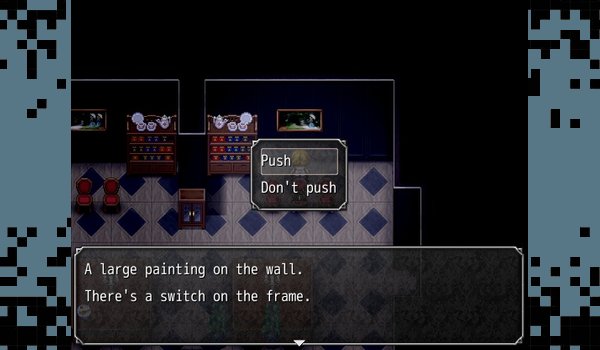 Push
Don't push
A large painting on the wall.
There's a switch on the frame.